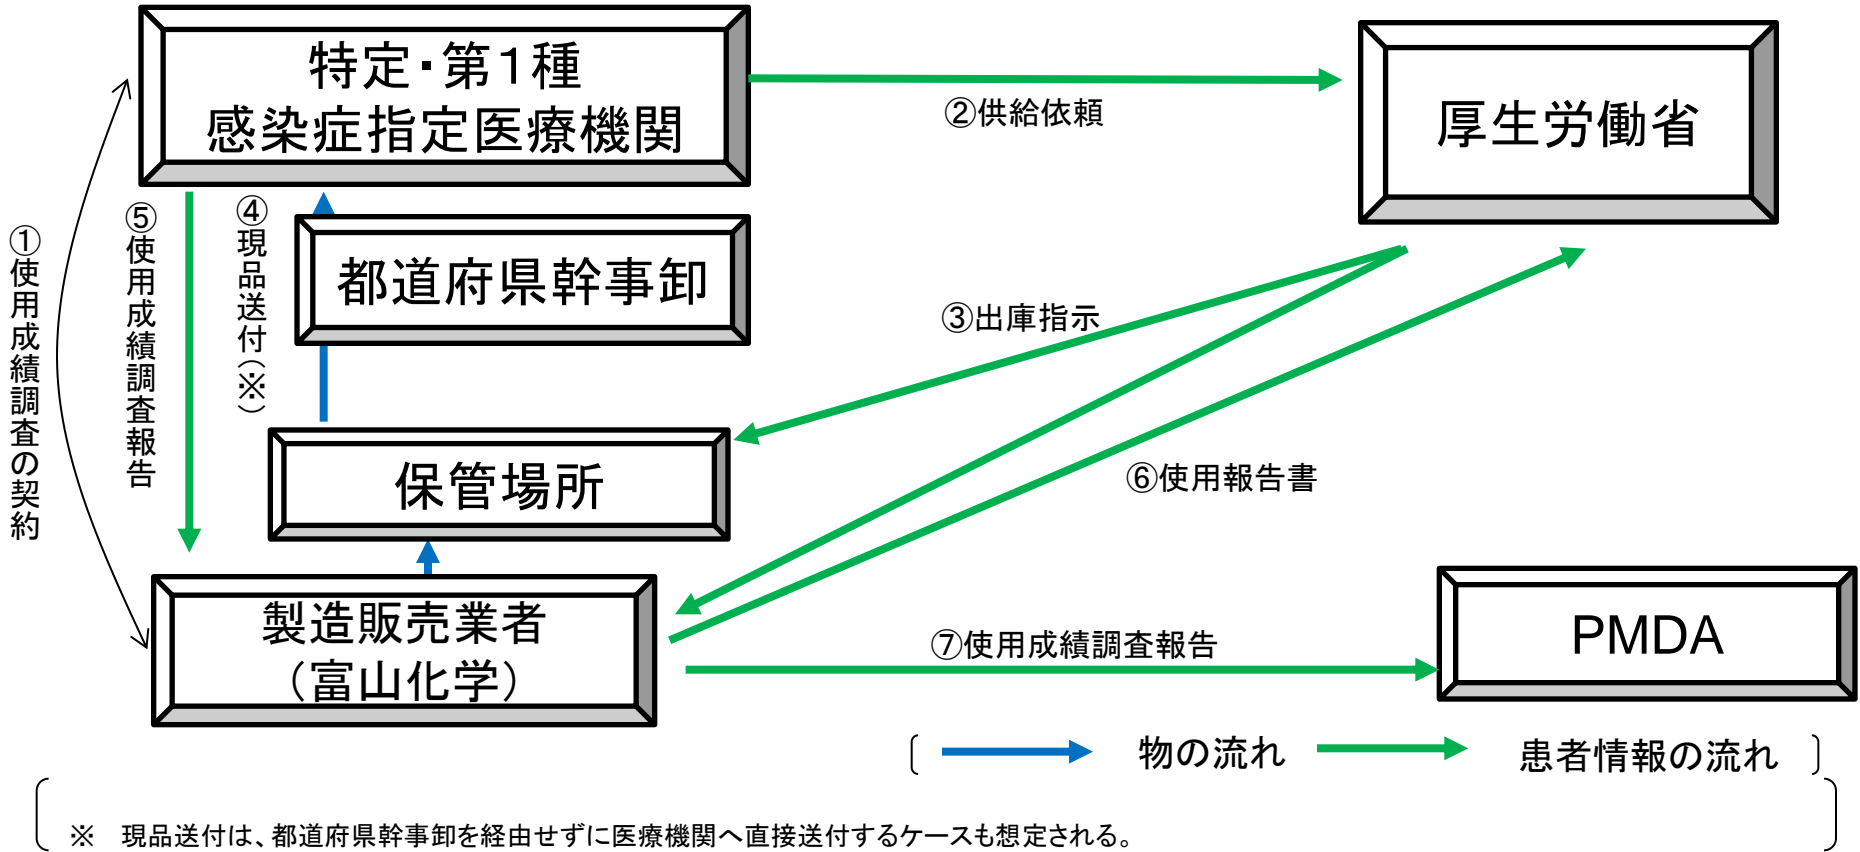 特定・第1種
感染症指定医療機関
厚生労働省
②供給依頼
①使用成績調査の契約
⑤使用成績調査報告
④現品送付(※)
都道府県幹事卸
③出庫指示
保管場所
⑥使用報告書
製造販売業者
(富山化学)
⑦使用成績調査報告
PMDA
物の流れ
患者情報の流れ
※ 現品送付は、都道府県幹事卸を経由せずに医療機関へ直接送付するケースも想定される。